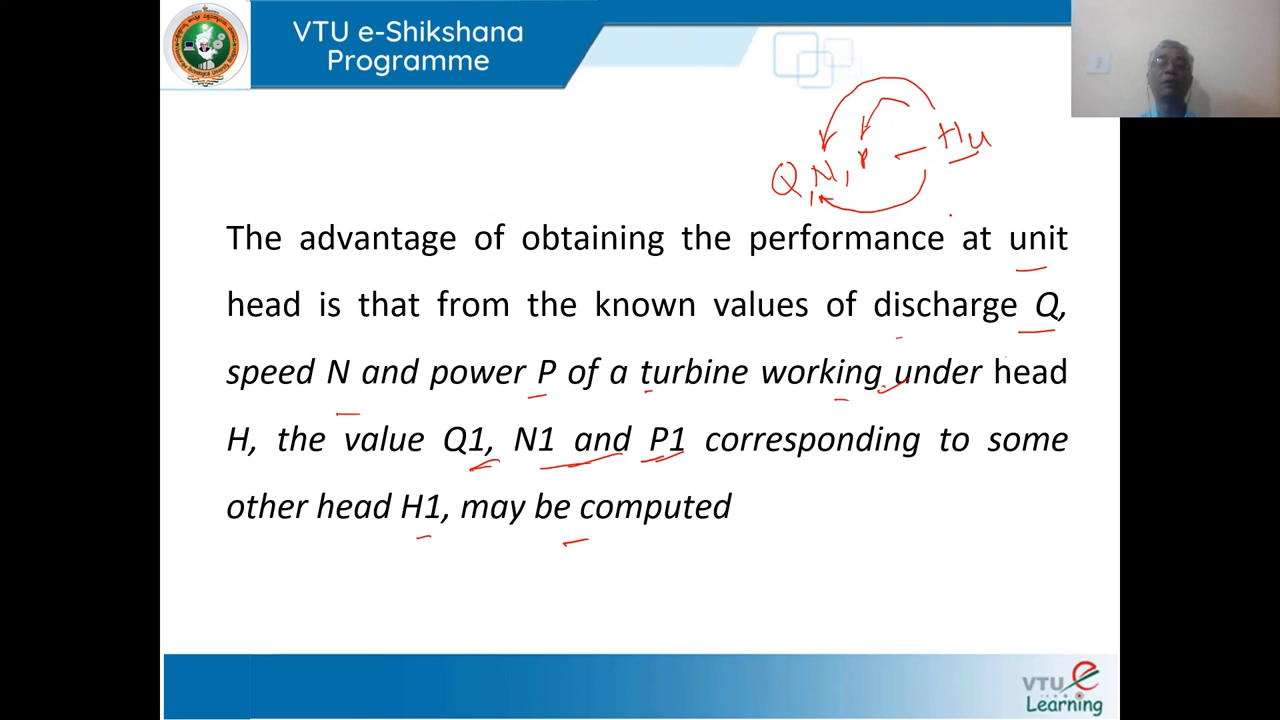 VTU e-Shikshana
Programme
Q, N, P – Hu
The advantage of obtaining the performance at unit
head is that from the known values of discharge Q,
speed N and power P of a turbine working under head
H, the value Q1, N1 and P1 corresponding to some
other head H1, may be computed
VTU e
Learning